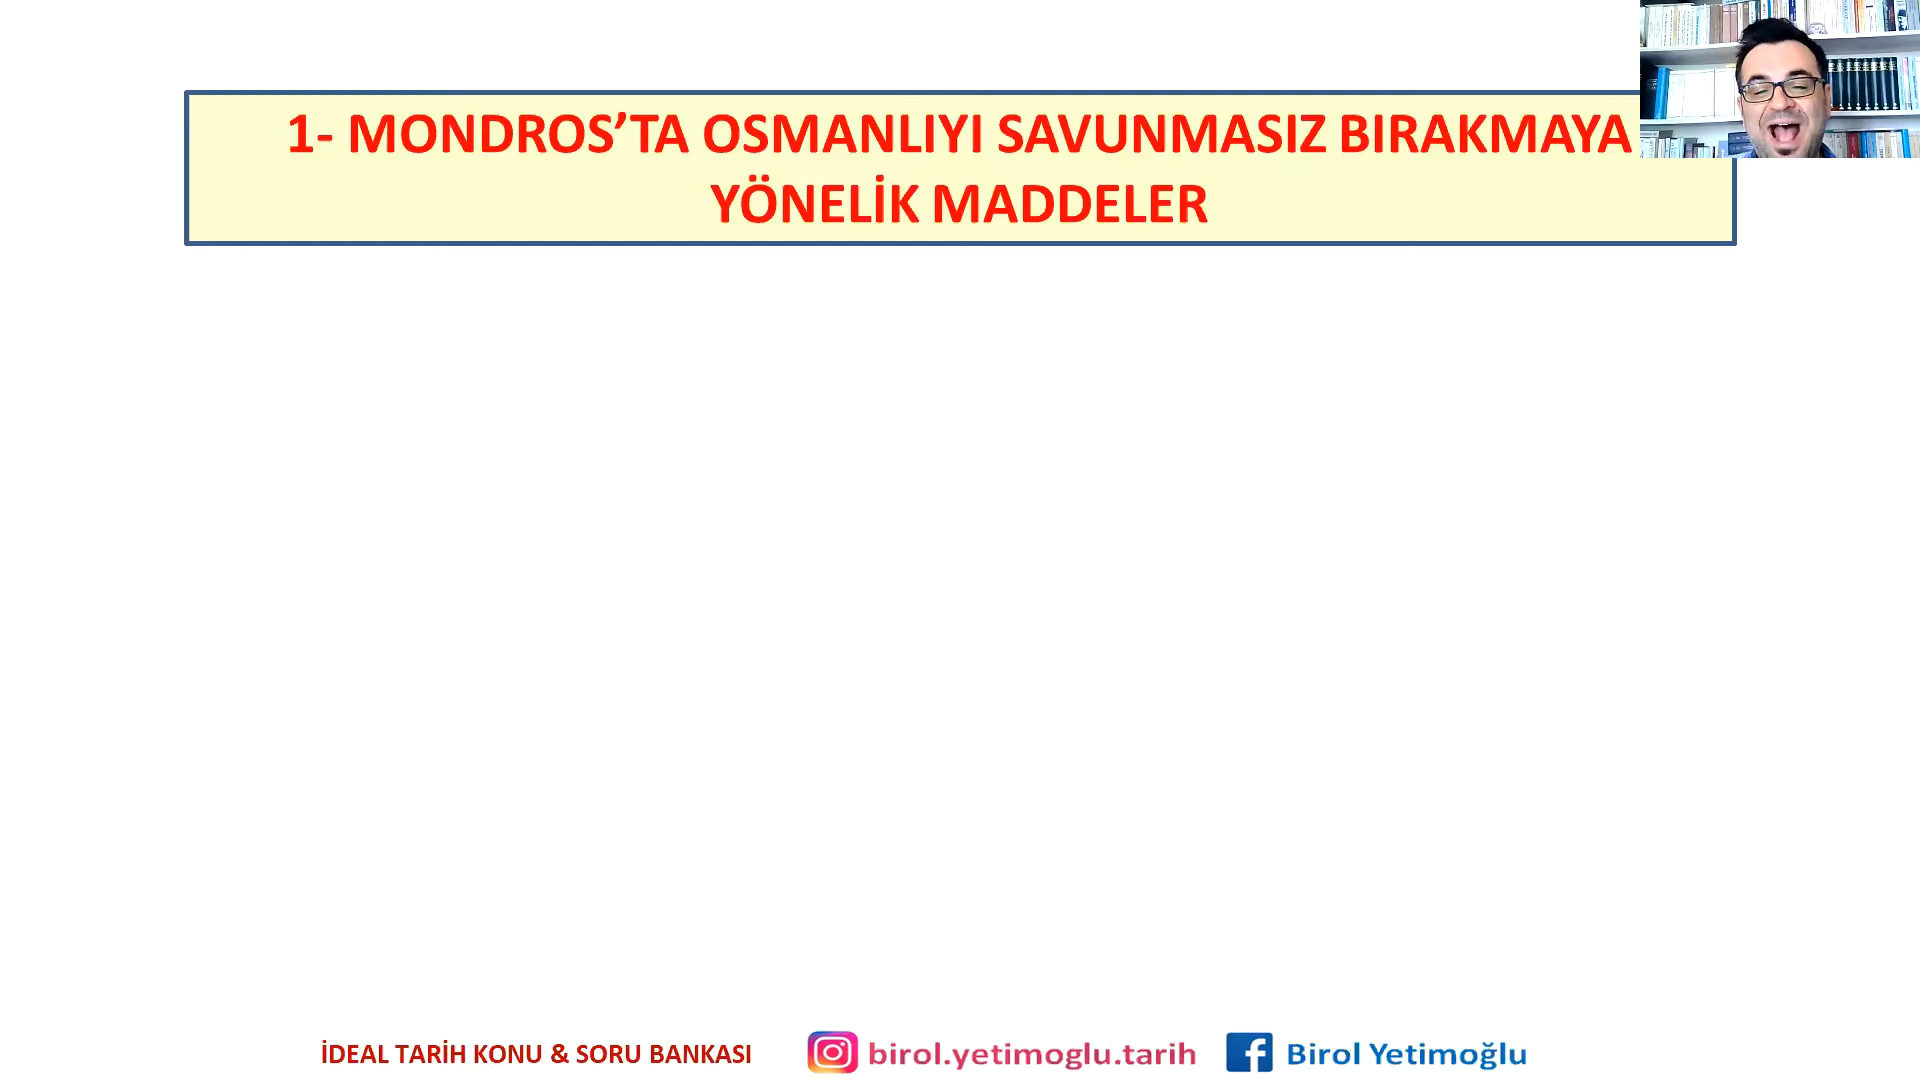 1- MONDROS’TA OSMANLIYI SAVUNMASIZ BIRAKMAYA
YÖNELİK MADDELER
İDEAL TARİH KONU & SORU BANKASI
birol.yetimoglu.tarih
Birol Yetimoğlu